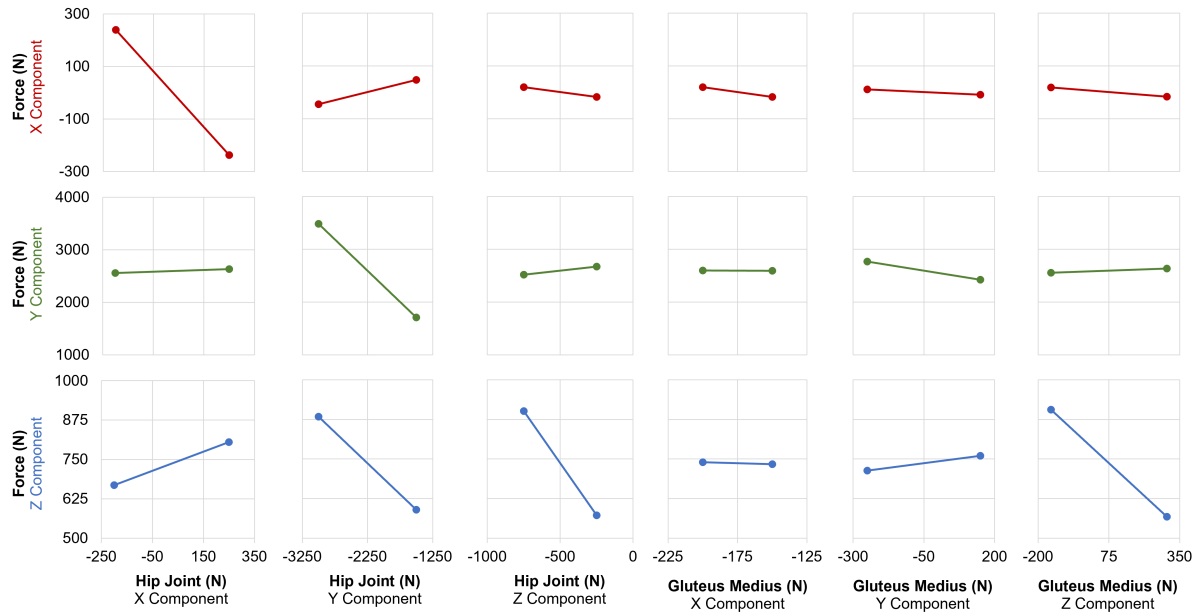 300
100
-100
-300
Force (N)
X Component
4000
3000
2000
1000
Force (N)
Y Component
1000
875
750
625
500
Force (N)
Z Component
-250 -50 150 350 -3250 -2250 -1250 -1000 -500 0 -225 -175 -125 -300 -50 200 -200 75 350
Hip Joint (N) Hip Joint (N) Hip Joint (N) Gluteus Medius (N) Gluteus Medius (N) Gluteus Medius (N)
X Component Y Component Z Component X Component Y Component Z Component